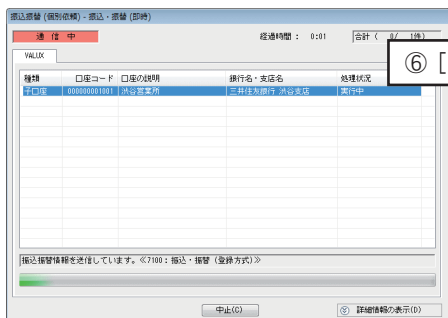 振込振替 (個別依頼) - 振込・振替 (即時)
通 信 中
経過時間： 0:01
合計 ( 0/ 1件)
⑥ [
VALUX
種類 口座コード 口座の説明 銀行名・支店名 処理状況
子口座 000000001001 渋谷営業所 三井住友銀行 渋谷支店 実行中
振込振替情報を送信しています。≪7100：振込・振替（登録方式）≫
中止(C)
詳細情報の表示(D)